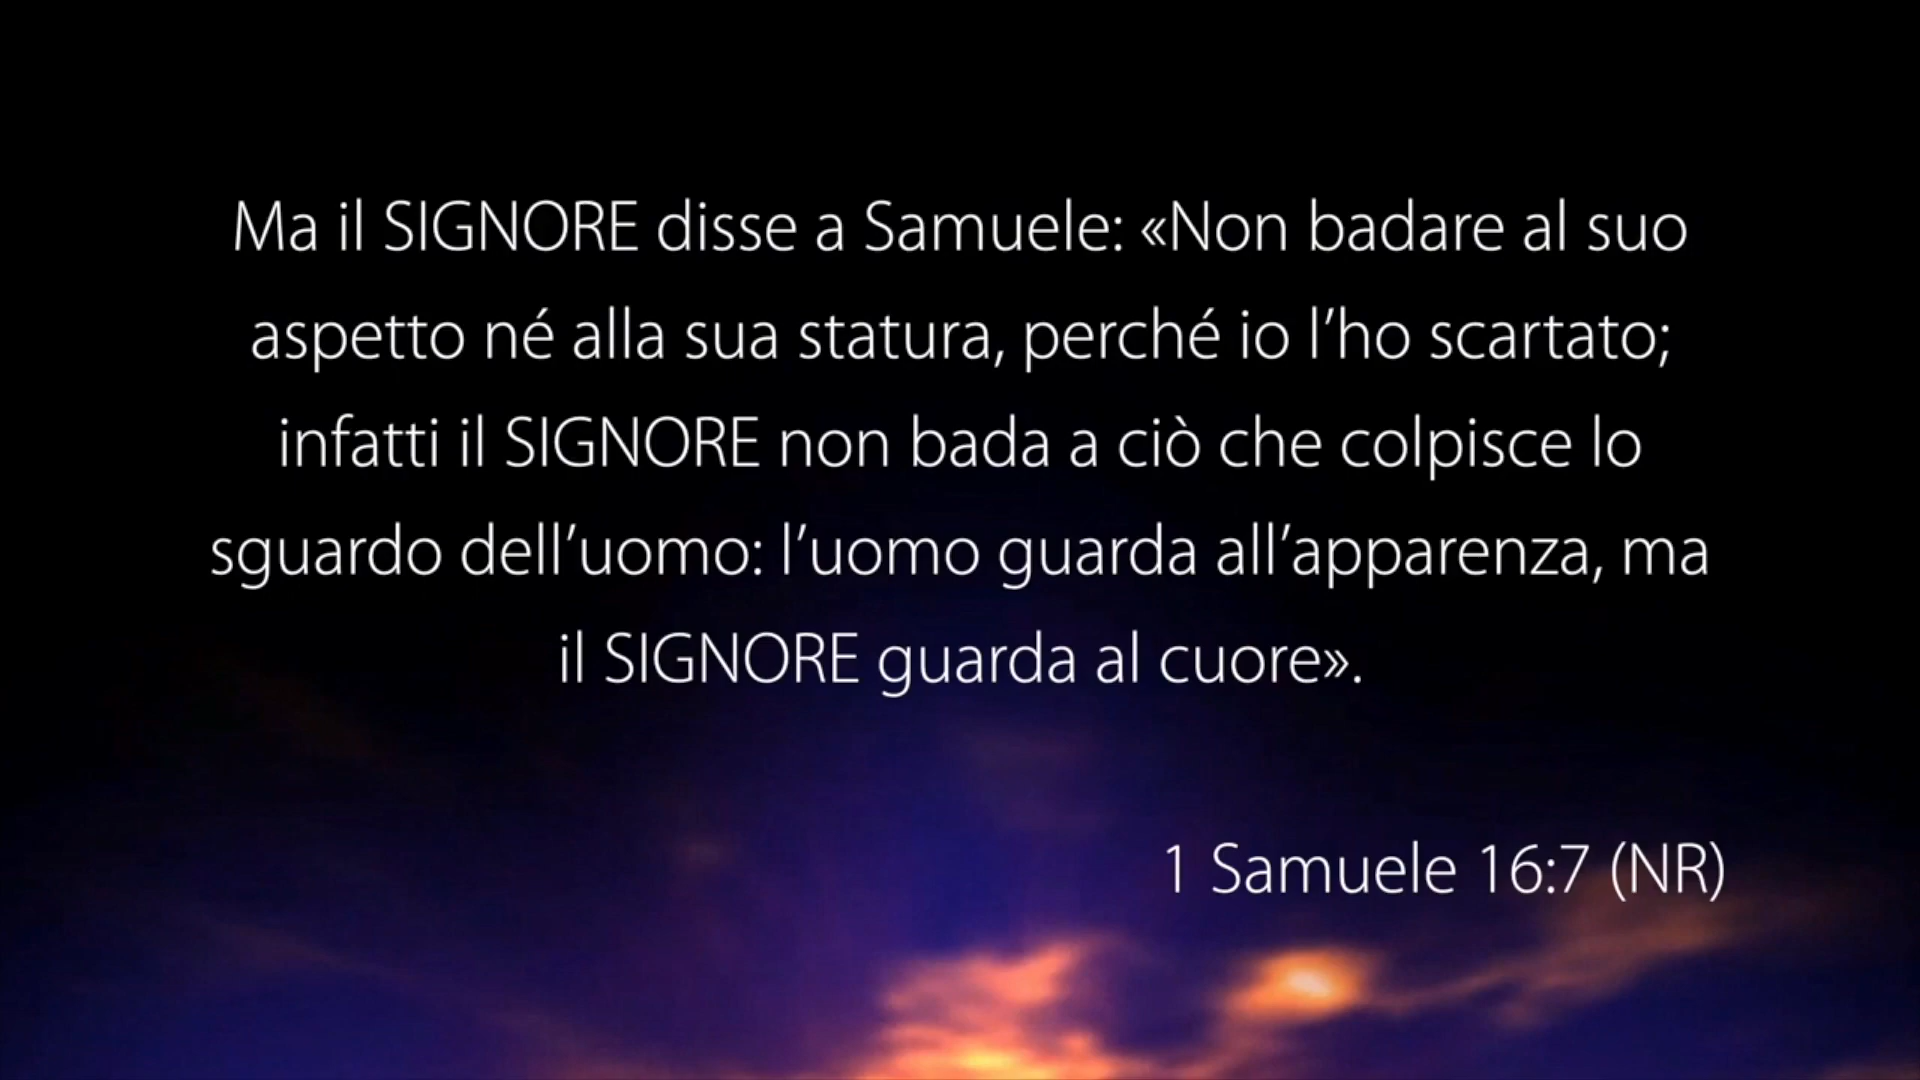 Ma il SIGNORE disse a Samuele: «Non badare al suo
aspetto né alla sua statura, perché io l’ho scartato;
infatti il SIGNORE non bada a ciò che colpisce lo
sguardo dell’uomo: l’uomo guarda all’apparenza, ma
il SIGNORE guarda al cuore».
1 Samuele 16:7 (NR)